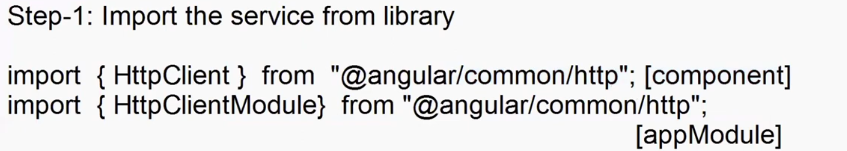 Step-1: Import the service from library
import { HttpClient } from "@angular/common/http"; [component]
import { HttpClientModule} from "@angular/common/http";
[appModule]